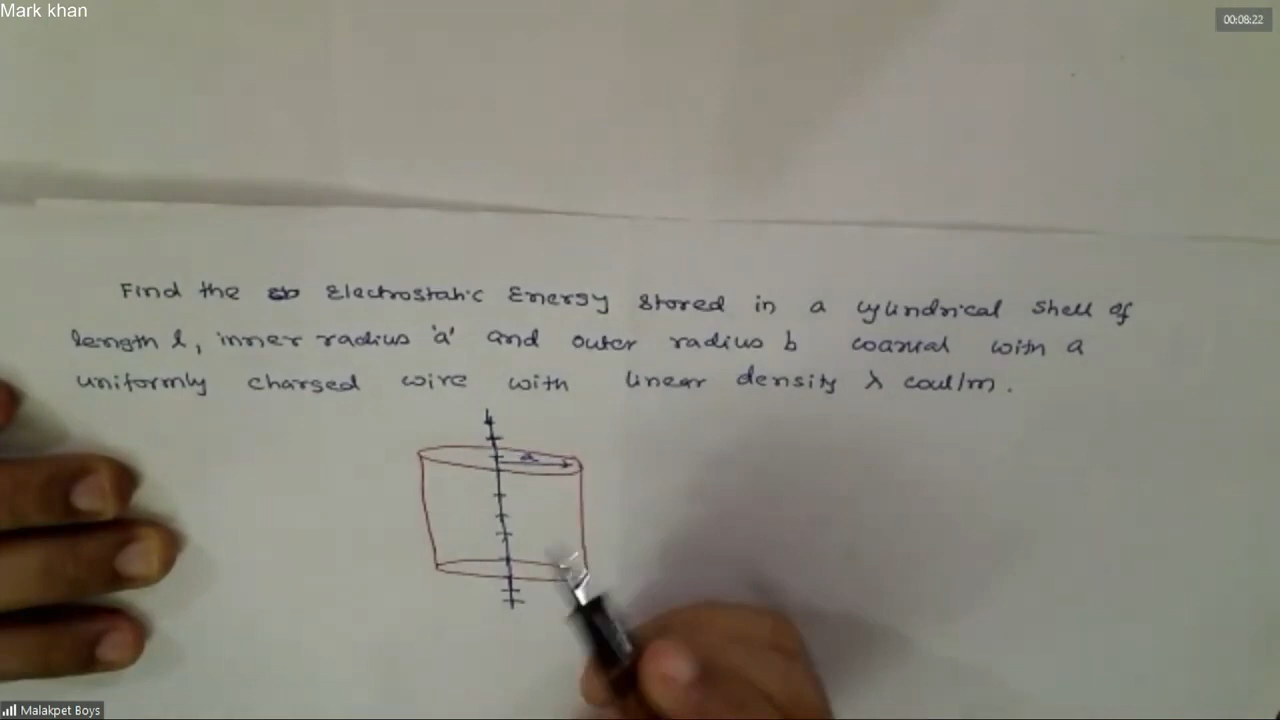 Mark khan
00:08:22
Find the Electrostatic Energy stored in a cylindrical shell of
length l, inner radius 'a' and outer radius b coaxial with a
uniformly charged wire with linear density λ coul/m.
a
Malakpet Boys